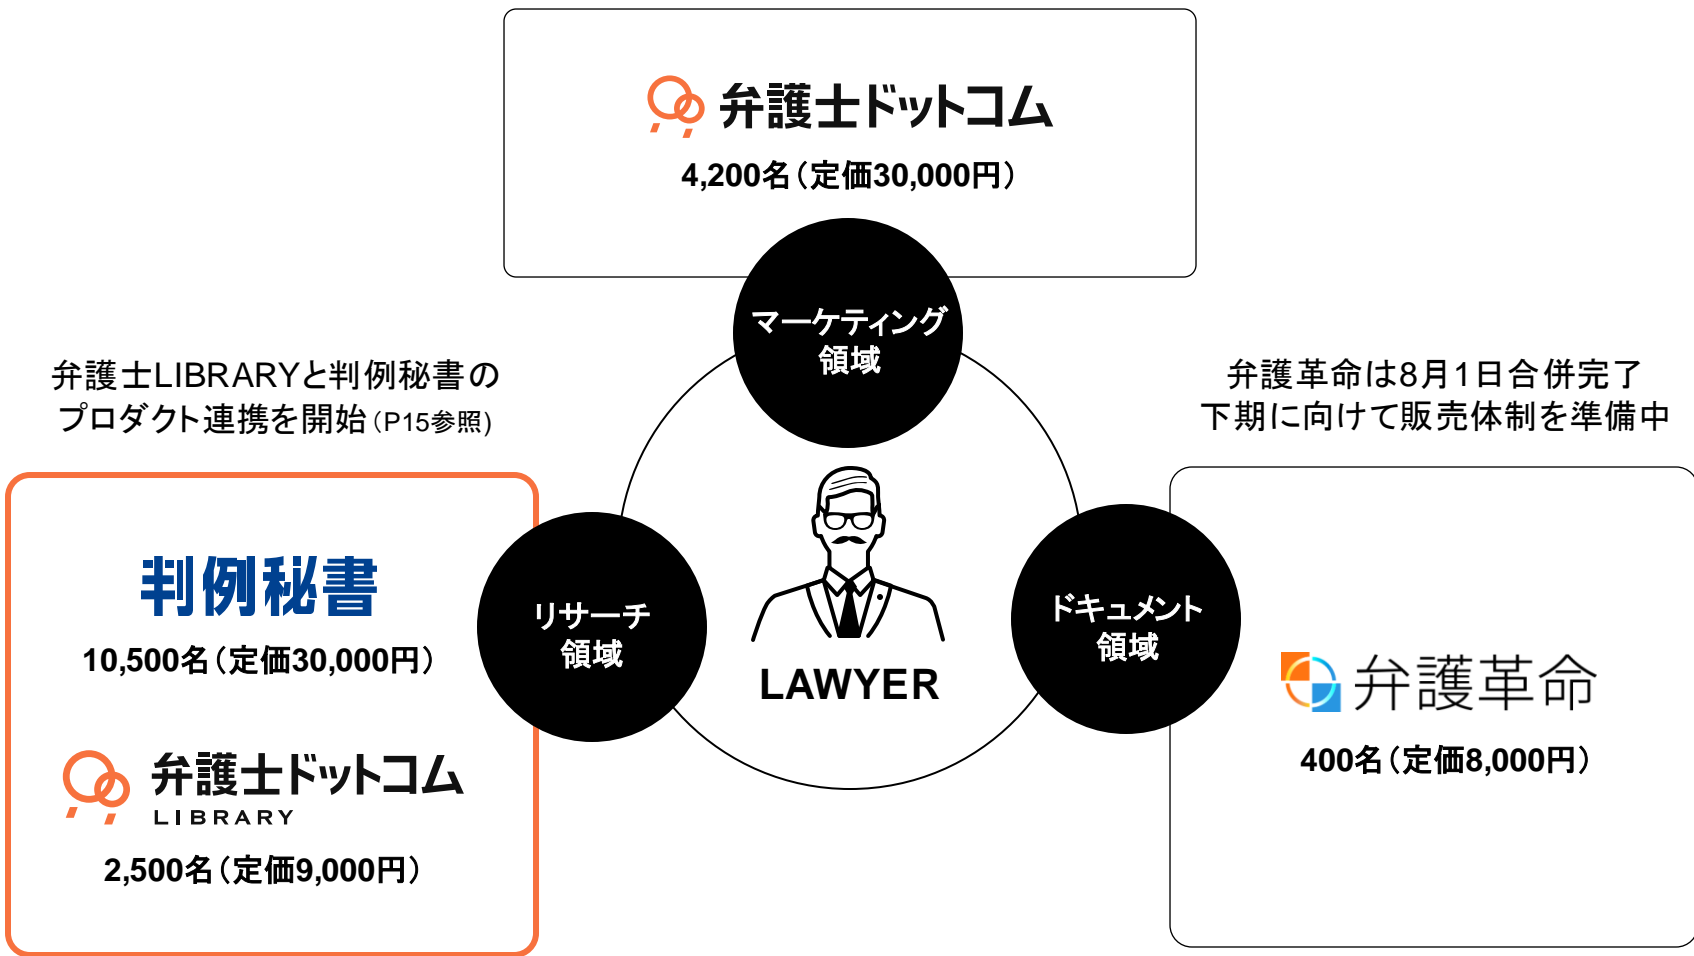 弁護士ドットコム
4,200名（定価30,000円）
マーケティング
領域
弁護士LIBRARYと判例秘書の
プロダクト連携を開始（P15参照)
弁護革命は8月1日合併完了
下期に向けて販売体制を準備中
判例秘書
10,500名（定価30,000円）
弁護士ドットコム
LIBRARY
2,500名（定価9,000円）
リサーチ
領域
LAWYER
ドキュメント
領域
弁護革命
400名（定価8,000円）